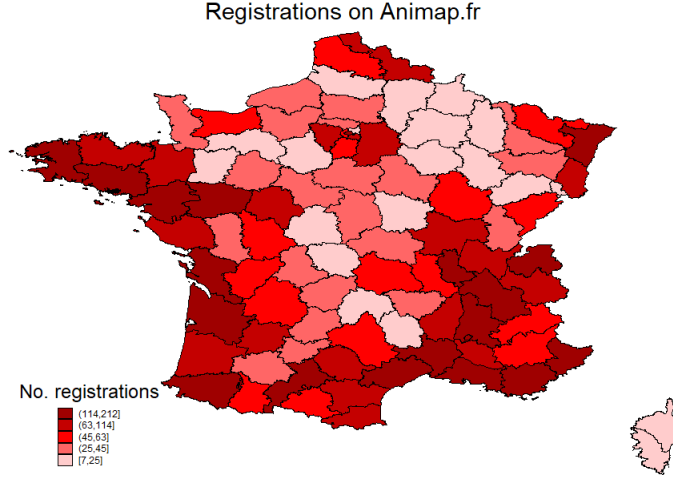 Registrations on Animap.fr
No. registrations
(114,212]
(63,114]
(45,63]
(25,45]
[7,25]